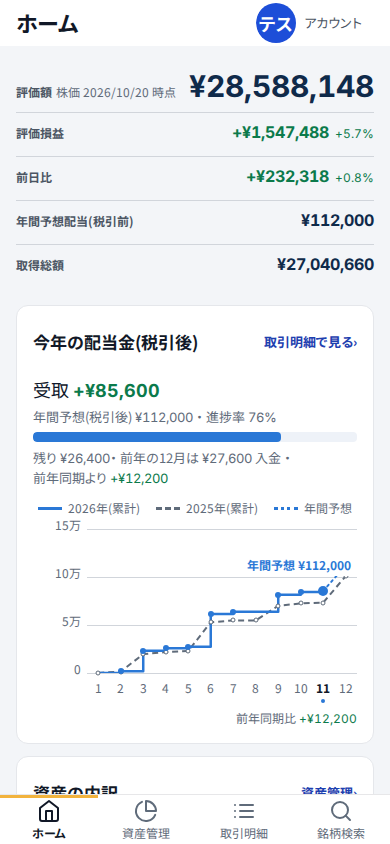 ホーム
テス アカウント
評価額 株価 2026/10/20 時点 ¥28,588,148
評価損益 +¥1,547,488 +5.7%
前日比 +¥232,318 +0.8%
年間予想配当(税引前) ¥112,000
取得総額 ¥27,040,660
今年の配当金(税引後) 取引明細で見る›
受取 +¥85,600
年間予想(税引後) ¥112,000・進捗率 76%
残り ¥26,400・前年の12月は ¥27,600 入金・
前年同期より +¥12,200
2026年(累計) 2025年(累計) 年間予想
15万
年間予想 ¥112,000
10万
5万
0
1 2 3 4 5 6 7 8 9 10 11 12
前年同期比 +¥12,200
資産の内訳 資産管理›
ホーム 資産管理 取引明細 銘柄検索